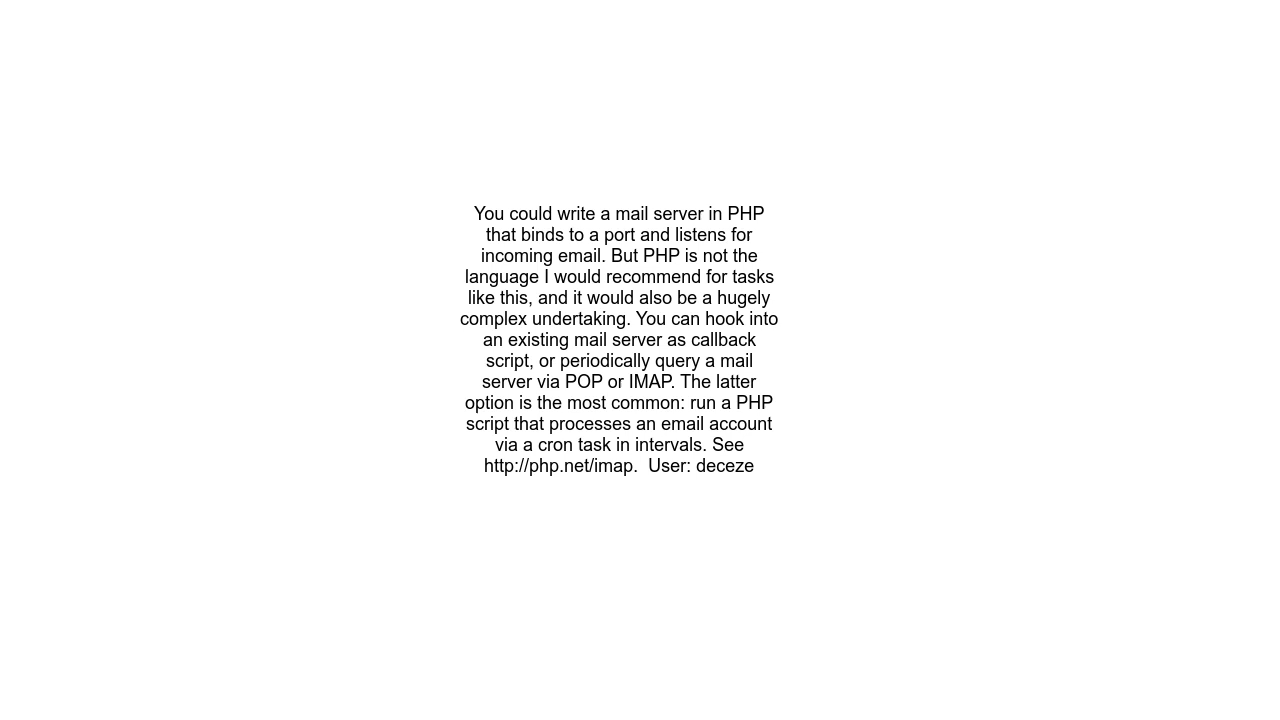 You could write a mail server in PHP
that binds to a port and listens for
incoming email. But PHP is not the
language I would recommend for tasks
like this, and it would also be a hugely
complex undertaking. You can hook into
an existing mail server as callback
script, or periodically query a mail
server via POP or IMAP. The latter
option is the most common: run a PHP
script that processes an email account
via a cron task in intervals. See
http://php.net/imap.  User: deceze